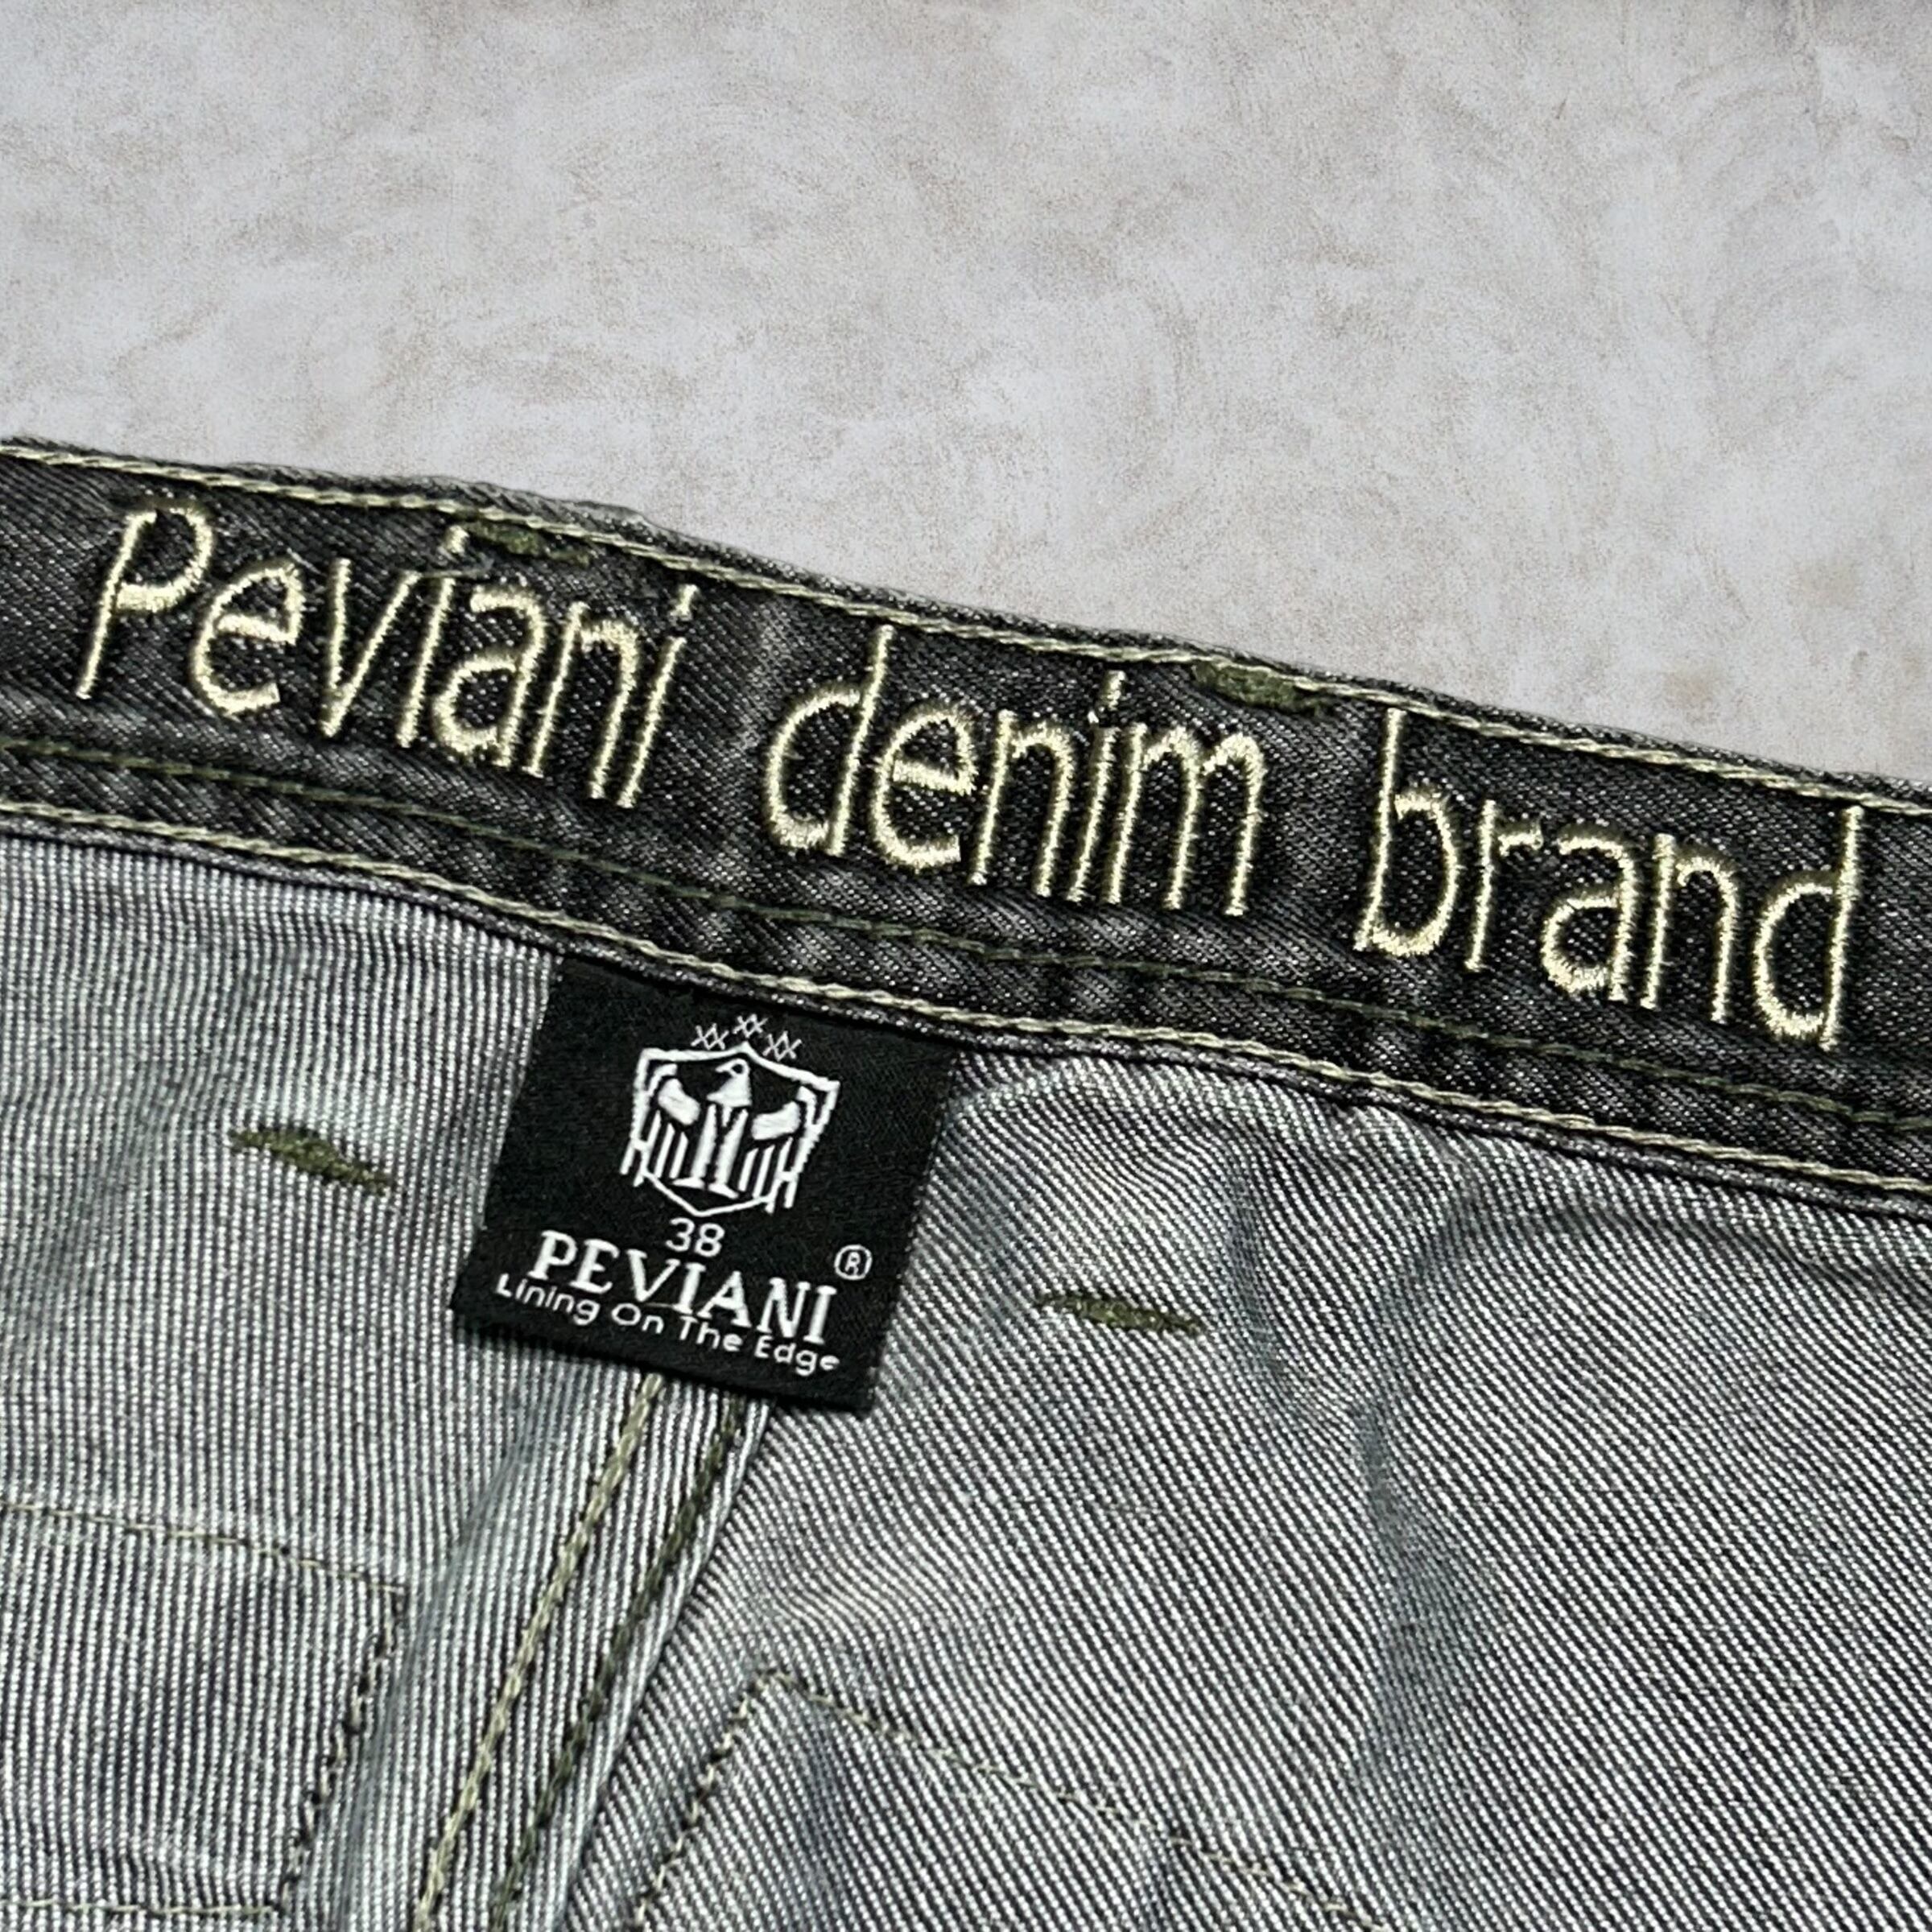 Peviani denim brand
38
PEVIANI ®
Lining On The Edge